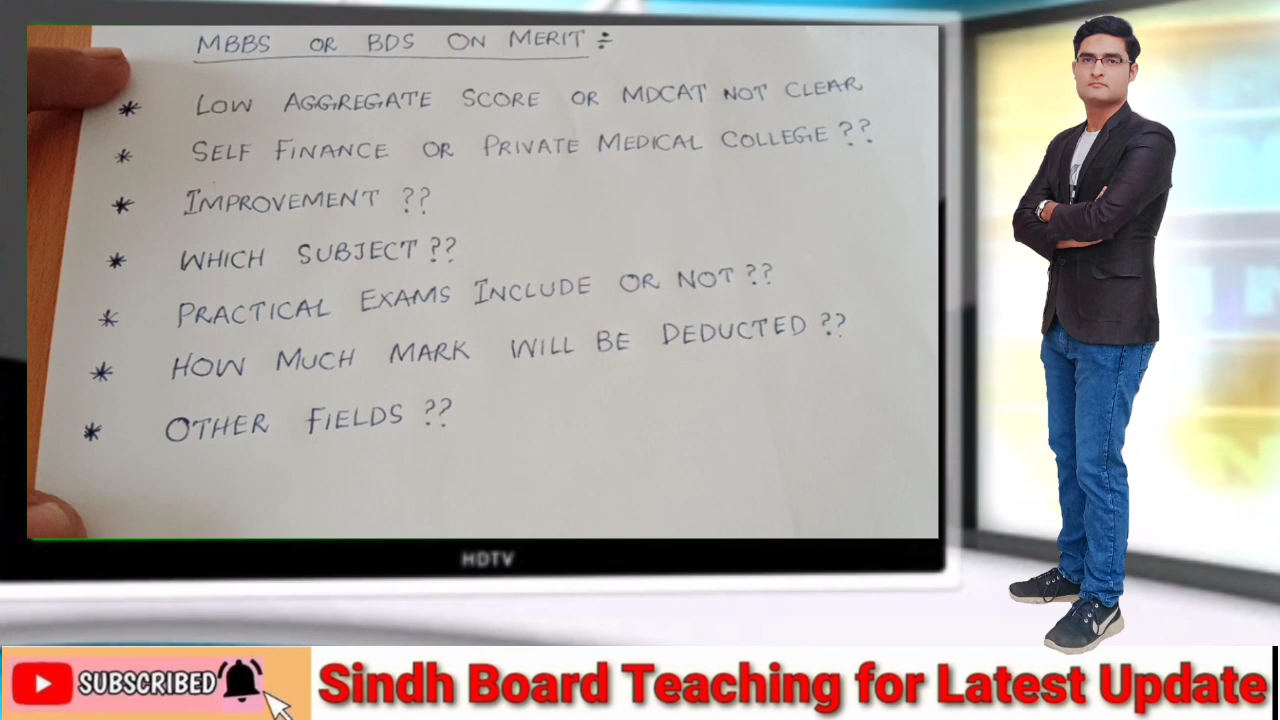 MBBS OR BDS ON MERIT ÷
* LOW AGGREGATE SCORE OR MDCAT NOT CLEAR
* SELF FINANCE OR PRIVATE MEDICAL COLLEGE ??
* IMPROVEMENT ??
* WHICH SUBJECT ??
* PRACTICAL EXAMS INCLUDE OR NOT ??
* HOW MUCH MARK WILL BE DEDUCTED ??
* OTHER FIELDS ??
HDTV
SUBSCRIBED
Sindh Board Teaching for Latest Update